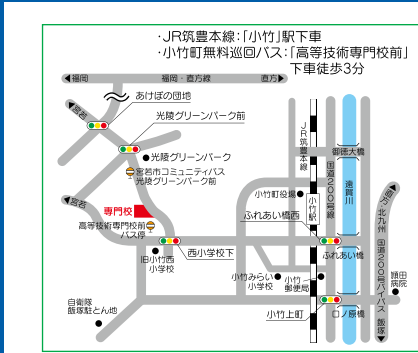 ・JR筑豊本線：「小竹」駅下車
・小竹町無料巡回バス：「高等技術専門校前」
下車徒歩3分
◀福岡
福岡・直方線
直方▶
◀宮若
あけぼの団地
光陵グリーンパーク前
●光陵グリーンパーク
宮若市コミュニティバス
光陵グリーンパーク前
◀宮若
専門校
高等技術専門校前
バス停
旧小竹西
小学校
西小学校下
自衛隊
飯塚駐とん地
JR筑豊本線
小竹町役場
小竹駅
ふれあい橋西
国道200号線
御徳大橋
遠賀川
ふれあい橋
小竹みらい
小学校
小竹
郵便局
小竹上町
口ノ原橋
◀直方 北九州 国道200号バイパス 飯塚▶
頴田
病院